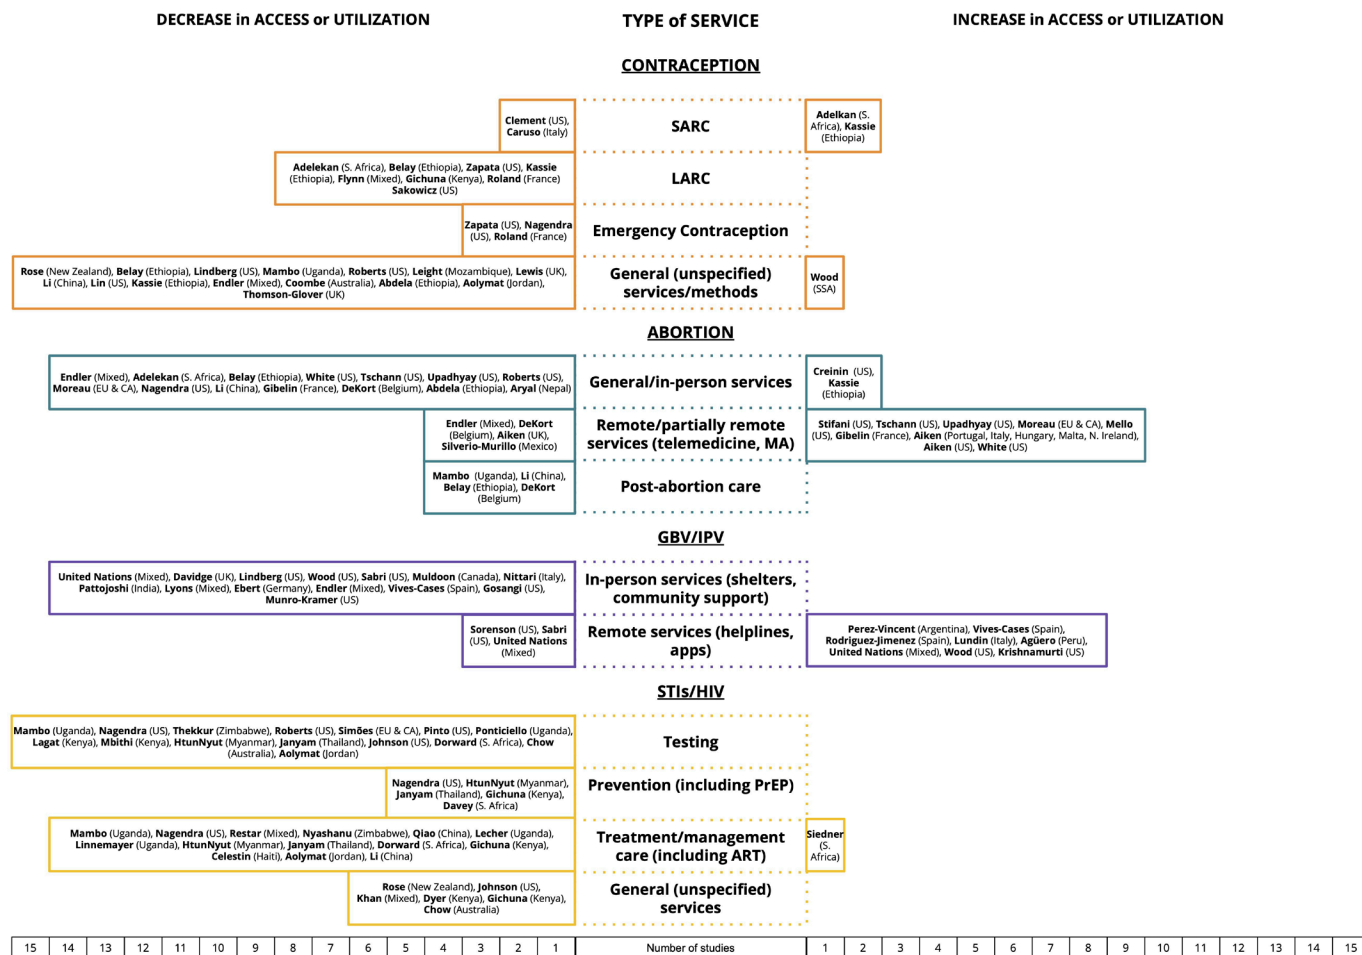 DECREASE in ACCESS or UTILIZATION
TYPE of SERVICE
INCREASE in ACCESS or UTILIZATION
CONTRACEPTION
Clement (US),
Caruso (Italy)
SARC
Adelkan (S.
Africa), Kassie
(Ethiopia)
Adelekan (S. Africa), Belay (Ethiopia), Zapata (US), Kassie
(Ethiopia), Flynn (Mixed), Gichuna (Kenya), Roland (France)
Sakowicz (US)
LARC
Zapata (US), Nagendra
(US), Roland (France)
Emergency Contraception
Rose (New Zealand), Belay (Ethiopia), Lindberg (US), Mambo (Uganda), Roberts (US), Leight (Mozambique), Lewis (UK),
Li (China), Lin (US), Kassie (Ethiopia), Endler (Mixed), Coombe (Australia), Abdela (Ethiopia), Aolymat (Jordan),
Thomson-Glover (UK)
General (unspecified)
services/methods
Wood
(SSA)
ABORTION
Endler (Mixed), Adelekan (S. Africa), Belay (Ethiopia), White (US), Tschann (US), Upadhyay (US), Roberts (US),
Moreau (EU & CA), Nagendra (US), Li (China), Gibelin (France), DeKort (Belgium), Abdela (Ethiopia), Aryal (Nepal)
General/in-person services
Creinin (US),
Kassie
(Ethiopia)
Endler (Mixed), DeKort
(Belgium), Aiken (UK),
Silverio-Murillo (Mexico)
Remote/partially remote
services (telemedicine, MA)
Stifani (US), Tschann (US), Upadhyay (US), Moreau (EU & CA), Mello
(US), Gibelin (France), Aiken (Portugal, Italy, Hungary, Malta, N. Ireland),
Aiken (US), White (US)
Mambo (Uganda), Li (China),
Belay (Ethiopia), DeKort
(Belgium)
Post-abortion care
GBV/IPV
United Nations (Mixed), Davidge (UK), Lindberg (US), Wood (US), Sabri (US), Muldoon (Canada), Nittari (Italy),
Pattojoshi (India), Lyons (Mixed), Ebert (Germany), Endler (Mixed), Vives-Cases (Spain), Gosangi (US),
Munro-Kramer (US)
In-person services (shelters,
community support)
Sorenson (US), Sabri
(US), United Nations
(Mixed)
Remote services (helplines,
apps)
Perez-Vincent (Argentina), Vives-Cases (Spain),
Rodriguez-Jimenez (Spain), Lundin (Italy), Agüero (Peru),
United Nations (Mixed), Wood (US), Krishnamurti (US)
STIs/HIV
Mambo (Uganda), Nagendra (US), Thekkur (Zimbabwe), Roberts (US), Simões (EU & CA), Pinto (US), Ponticiello (Uganda),
Lagat (Kenya), Mbithi (Kenya), HtunNyut (Myanmar), Janyam (Thailand), Johnson (US), Dorward (S. Africa), Chow
(Australia), Aolymat (Jordan)
Testing
Nagendra (US), HtunNyut (Myanmar),
Janyam (Thailand), Gichuna (Kenya),
Davey (S. Africa)
Prevention (including PrEP)
Mambo (Uganda), Nagendra (US), Restar (Mixed), Nyashanu (Zimbabwe), Qiao (China), Lecher (Uganda),
Linnemayer (Uganda), HtunNyut (Myanmar), Janyam (Thailand), Dorward (S. Africa), Gichuna (Kenya),
Celestin (Haiti), Aolymat (Jordan), Li (China)
Treatment/management
care (including ART)
Siedner
(S.
Africa)
Rose (New Zealand), Johnson (US),
Khan (Mixed), Dyer (Kenya), Gichuna (Kenya),
Chow (Australia)
General (unspecified)
services
15 14 13 12 11 10 9 8 7 6 5 4 3 2 1 Number of studies 1 2 3 4 5 6 7 8 9 10 11 12 13 14 15